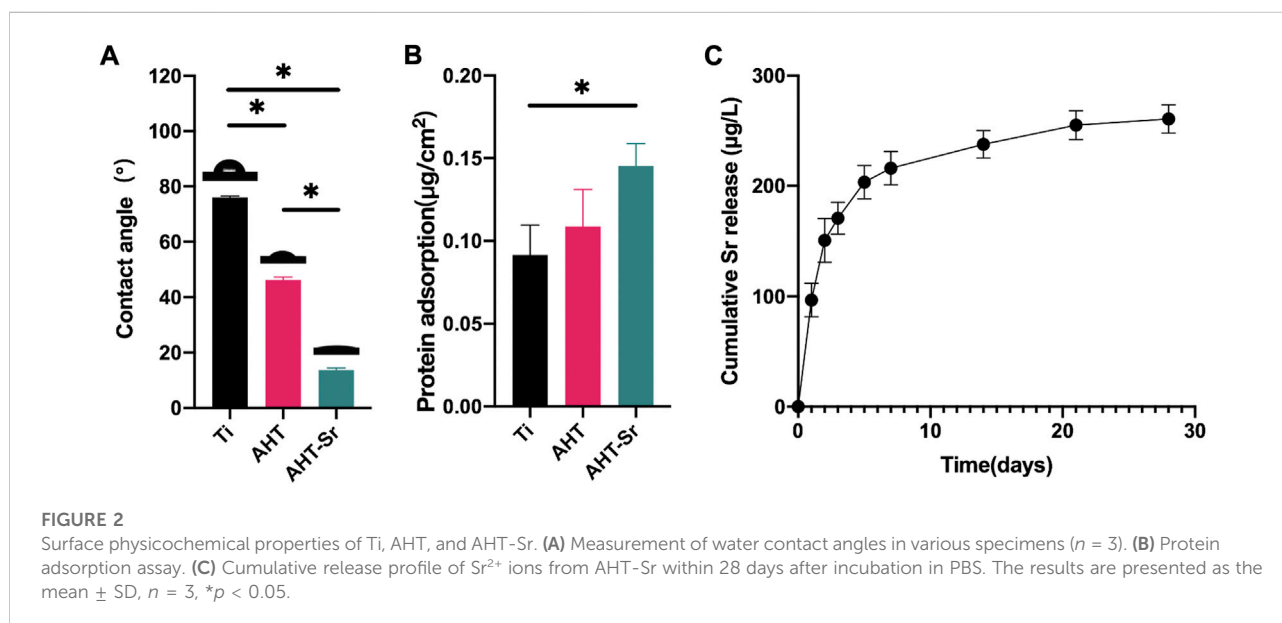 A
B
C
*
*
*
*
120
100
80
60
40
20
0
Contact angle (°)
Ti
AHT
AHT-Sr
0.20
0.15
0.10
0.05
0.00
Protein adsorption(µg/cm²)
Ti
AHT
AHT-Sr
300
200
100
0
Cumulative Sr release (µg/L)
0 10 20 30
Time(days)
FIGURE 2
Surface physicochemical properties of Ti, AHT, and AHT-Sr. (A) Measurement of water contact angles in various specimens (n = 3). (B) Protein
adsorption assay. (C) Cumulative release profile of Sr²⁺ ions from AHT-Sr within 28 days after incubation in PBS. The results are presented as the
mean ± SD, n = 3, *p < 0.05.